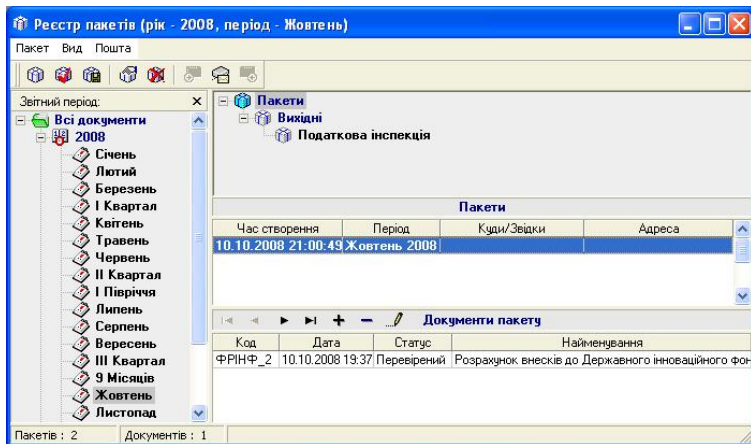 Реєстр пакетів (рік - 2008, період - Жовтень)
Пакет Вид Пошта
Звітний період:
Всі документи
2008
Січень
Лютий
Березень
I Квартал
Квітень
Травень
Червень
II Квартал
I Півріччя
Липень
Серпень
Вересень
III Квартал
9 Місяців
Жовтень
Листопад
Пакети
Вихідні
Податкова інспекція
Пакети
Час створення Період Куди/Звідки Адреса
10.10.2008 21:00:49 Жовтень 2008
Документи пакету
Код Дата Статус Найменування
ФРІНФ_2 10.10.2008 19:37 Перевірений Розрахунок внесків до Державного інноваційного фон
Пакетів : 2 Документів : 1